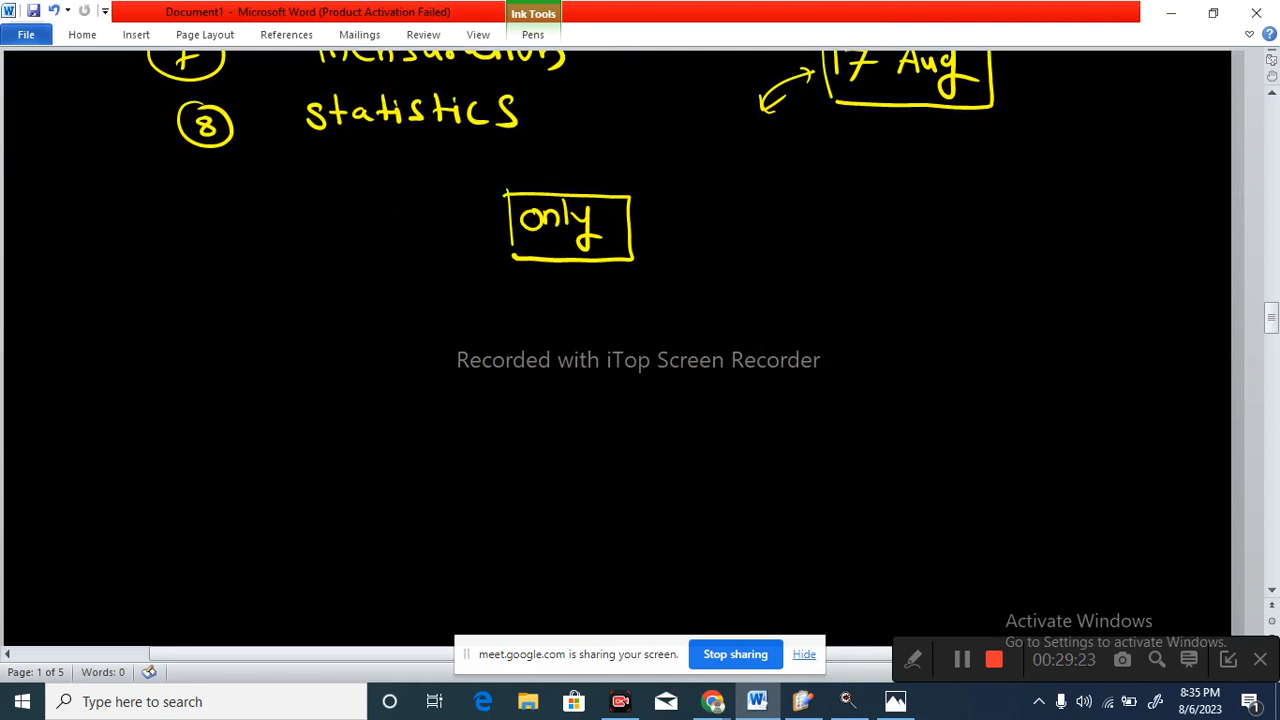 Document1 - Microsoft Word (Product Activation Failed)
Ink Tools
File
Home
Insert
Page Layout
References
Mailings
Review
View
Pens
7
17 Aug
8 statistics
only
Recorded with iTop Screen Recorder
Activate Windows
Go to Settings to activate Windows.
meet.google.com is sharing your screen.
Stop sharing
Hide
00:29:23
Page: 1 of 5
Words: 0
Type here to search
8:35 PM
8/6/2023